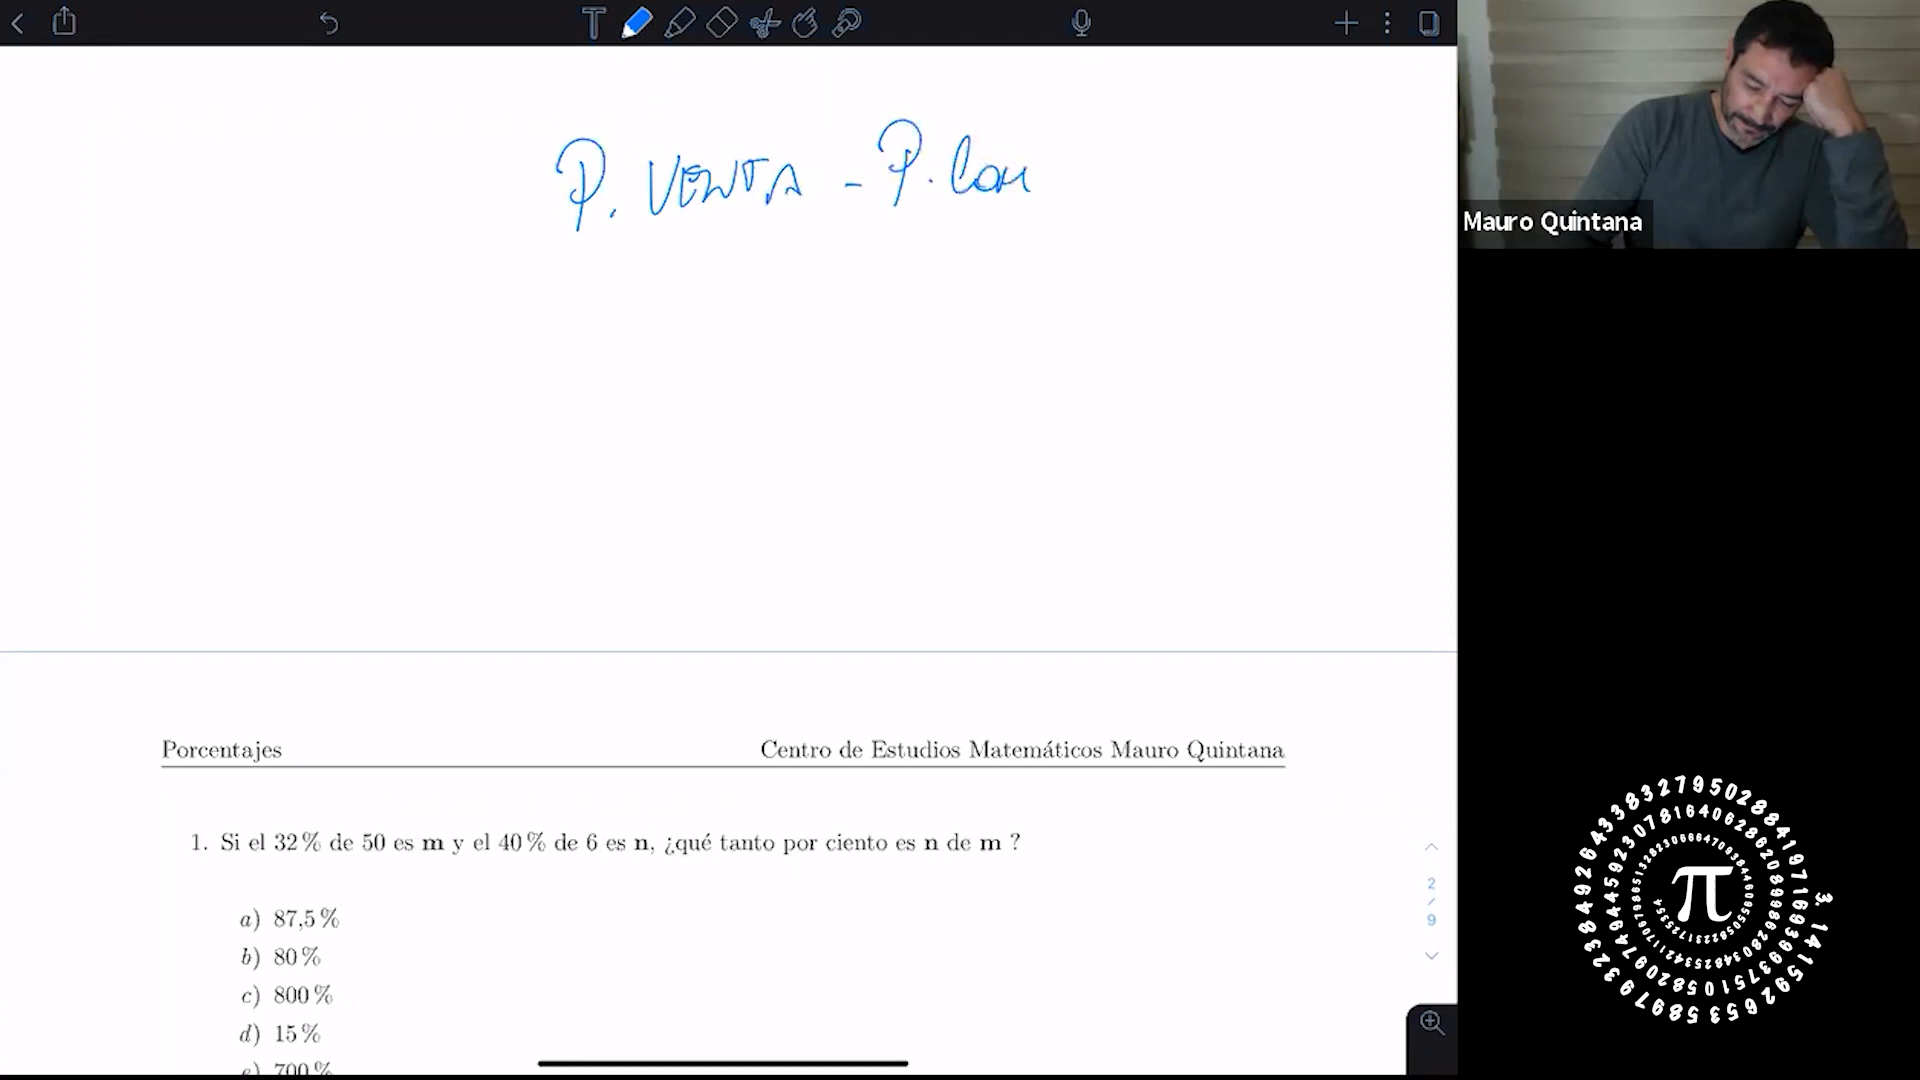 P. VENTA - P. Com
Mauro Quintana
Porcentajes
Centro de Estudios Matemáticos Mauro Quintana
1. Si el 32 % de 50 es m y el 40 % de 6 es n, ¿qué tanto por ciento es n de m ?
a) 87,5 %
b) 80 %
c) 800 %
d) 15 %
e) 700 %
2
/
9
π